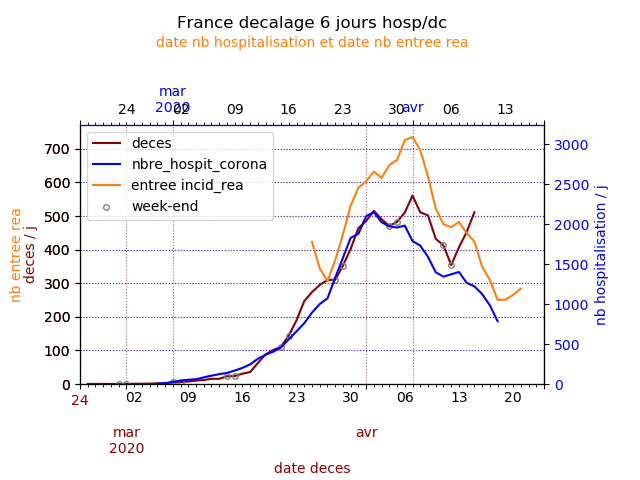 France decalage 6 jours hosp/dc
date nb hospitalisation et date nb entree rea
mar
2020
avr
24 02 09 16 23 30 06 13
deces
nbre_hospit_corona
entree incid_rea
week-end
700
600
500
400
300
200
100
0
nb entree rea
deces / j
3000
2500
2000
1500
1000
500
0
nb hospitalisation / j
24 02 09 16 23 30 06 13 20
mar
2020
avr
date deces